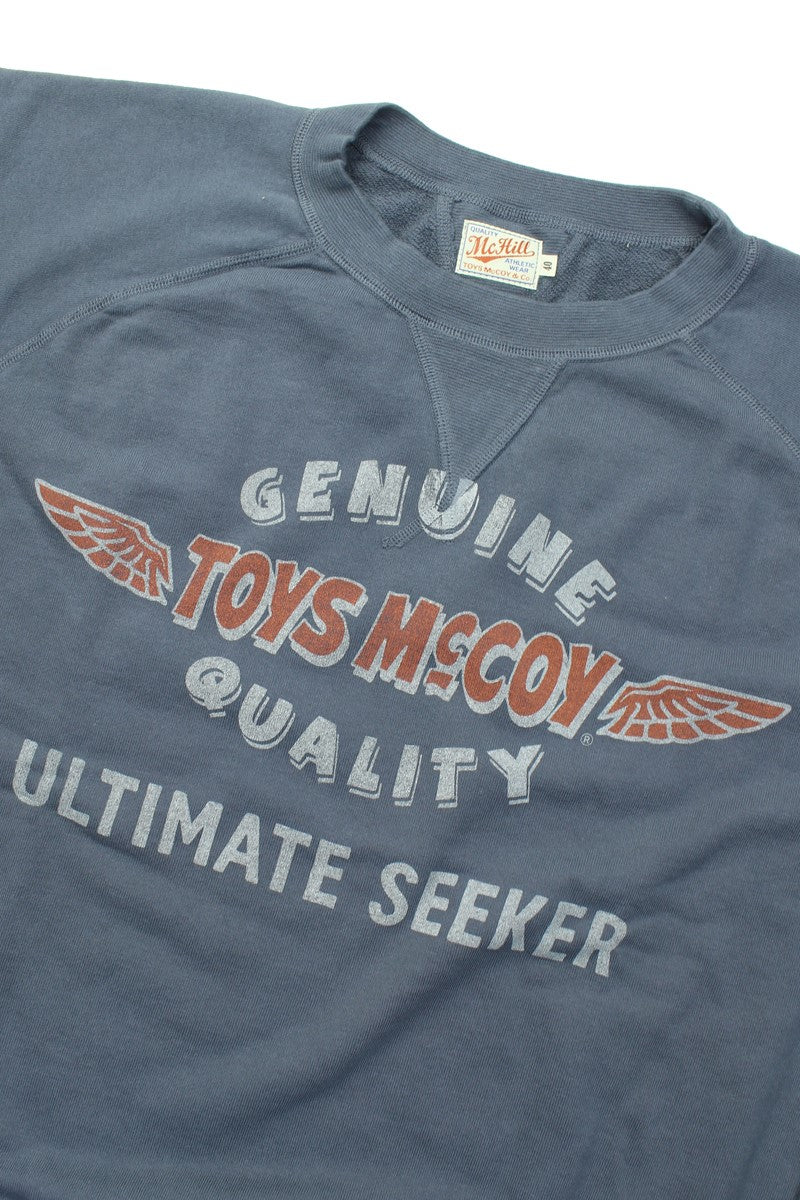 QUALITY
McHill
ATHLETIC
WEAR
TOYS McCOY & Co.
40
GENUINE
TOYS McCOY®
QUALITY
ULTIMATE SEEKER